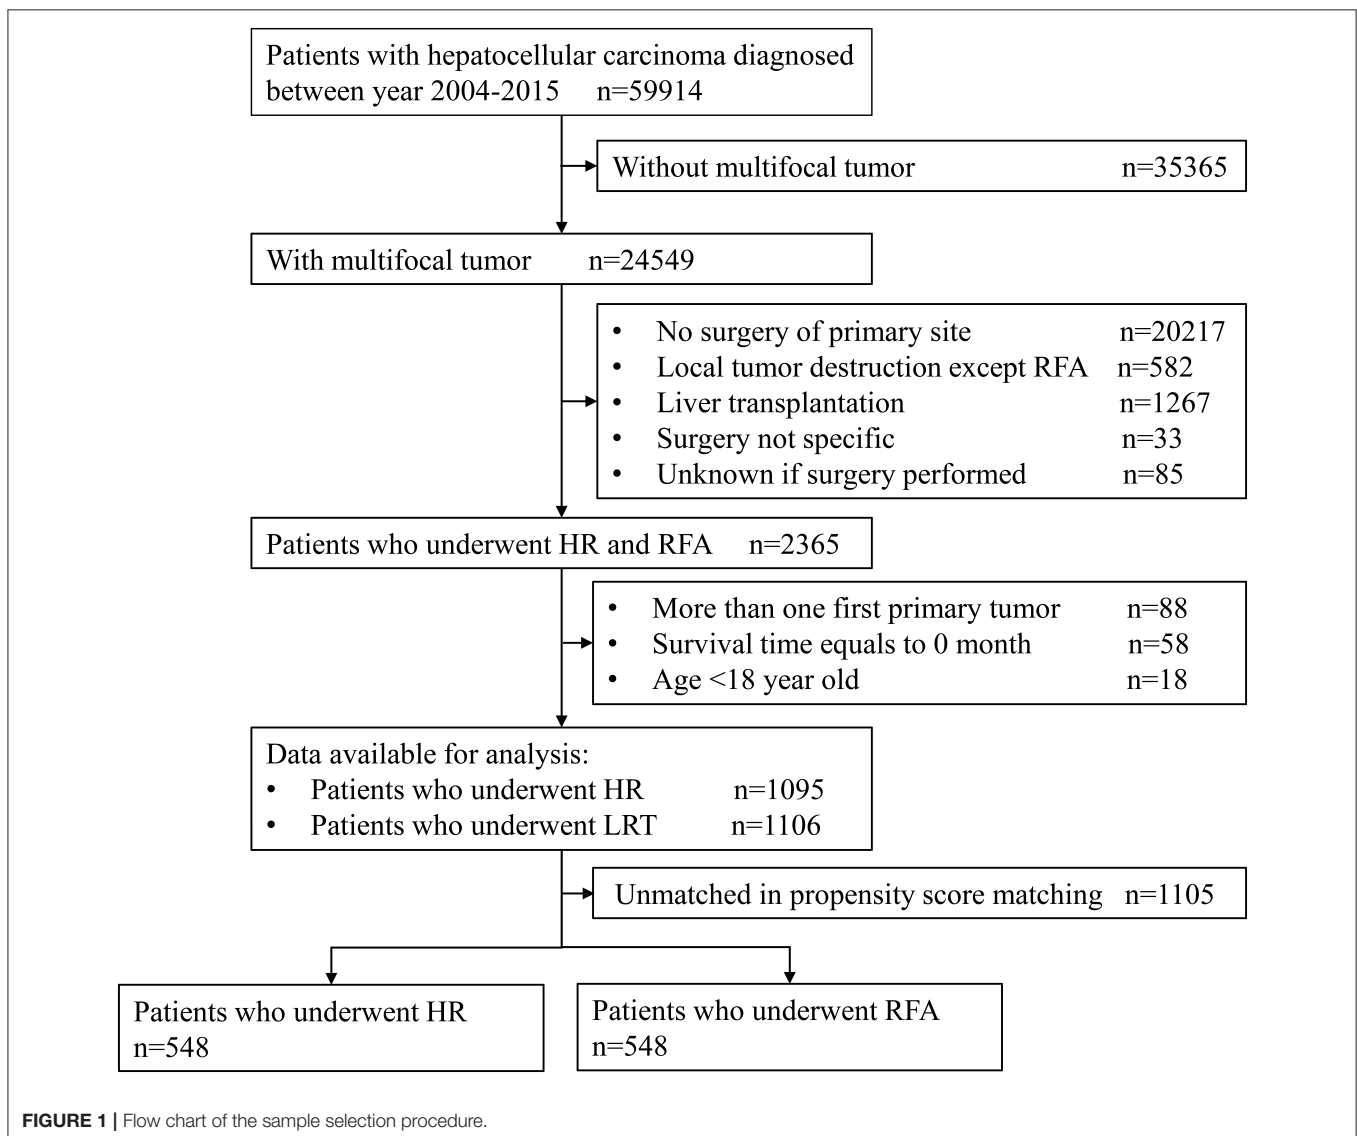 Patients with hepatocellular carcinoma diagnosed
between year 2004-2015 n=59914
Without multifocal tumor n=35365
With multifocal tumor n=24549
• No surgery of primary site n=20217
• Local tumor destruction except RFA n=582
• Liver transplantation n=1267
• Surgery not specific n=33
• Unknown if surgery performed n=85
Patients who underwent HR and RFA n=2365
• More than one first primary tumor n=88
• Survival time equals to 0 month n=58
• Age <18 year old n=18
Data available for analysis:
• Patients who underwent HR n=1095
• Patients who underwent LRT n=1106
Unmatched in propensity score matching n=1105
Patients who underwent HR
n=548
Patients who underwent RFA
n=548
FIGURE 1 | Flow chart of the sample selection procedure.